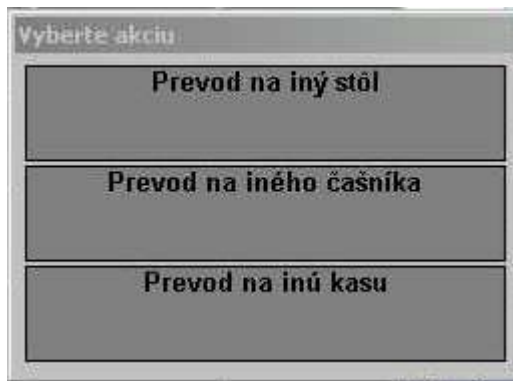 Vyberte akciu
Prevod na iný stôl
Prevod na iného čašníka
Prevod na inú kasu